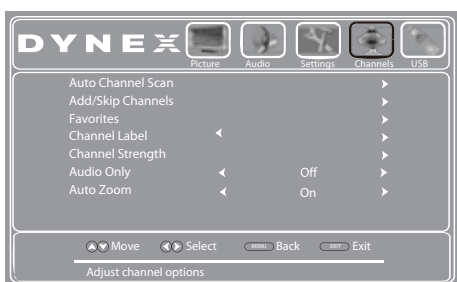 DYNEX
Picture Audio Settings Channels USB
Auto Channel Scan
Add/Skip Channels
Favorites
Channel Label
Channel Strength
Audio Only Off
Auto Zoom On
Move Select MENU Back EXIT Exit
Adjust channel options